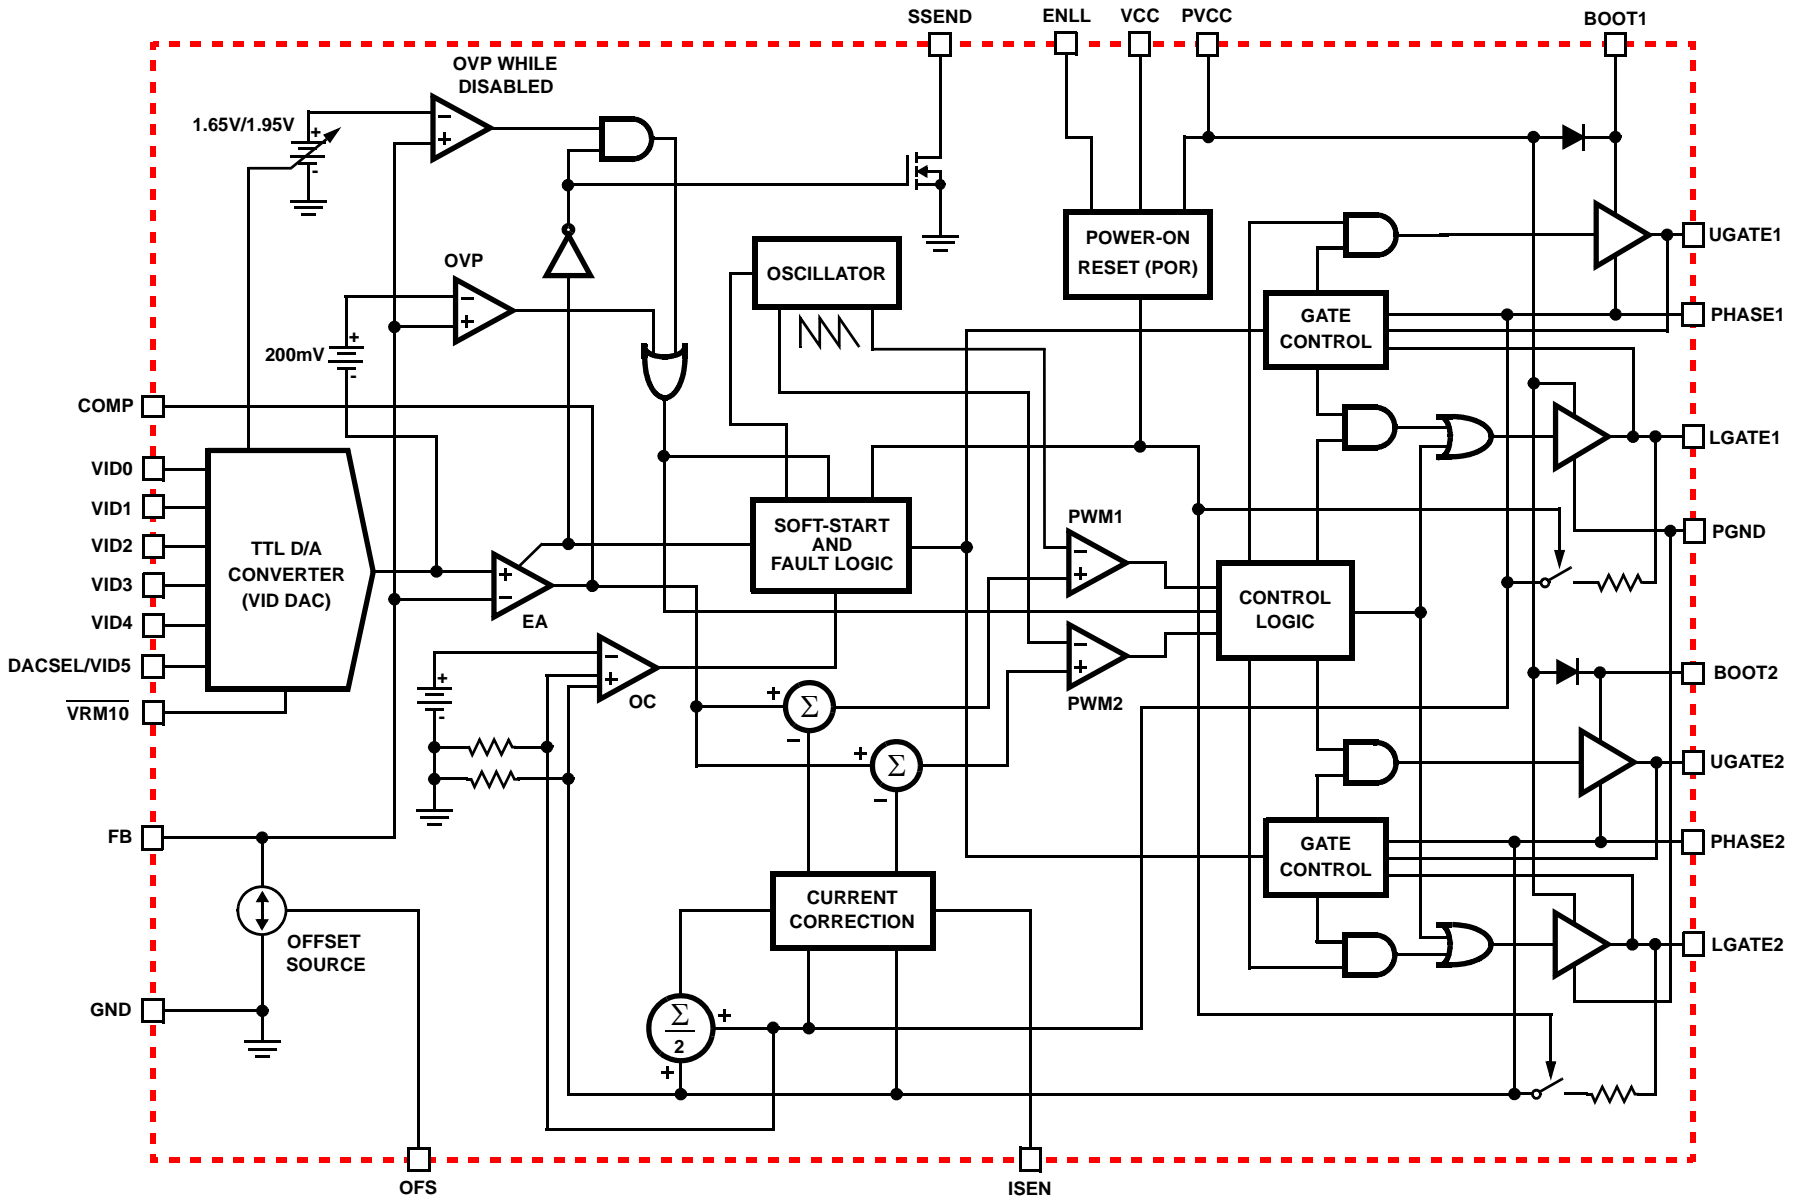 SSEND
ENLL
VCC
PVCC
BOOT1
OVP WHILE
DISABLED
1.65V/1.95V
+
-
−
+
OVP
−
+
200mV
+
-
OSCILLATOR
POWER-ON
RESET (POR)
UGATE1
GATE
CONTROL
PHASE1
COMP
LGATE1
VID0
VID1
VID2
VID3
VID4
DACSEL/VID5
VRM10
TTL D/A
CONVERTER
(VID DAC)
+
−
EA
SOFT-START
AND
FAULT LOGIC
PWM1
−
+
PGND
CONTROL
LOGIC
−
+
PWM2
−
+
OC
+
-
+
Σ
−
+
Σ
−
BOOT2
UGATE2
FB
GATE
CONTROL
PHASE2
CURRENT
CORRECTION
OFFSET
SOURCE
LGATE2
GND
Σ
2
+
+
OFS
ISEN